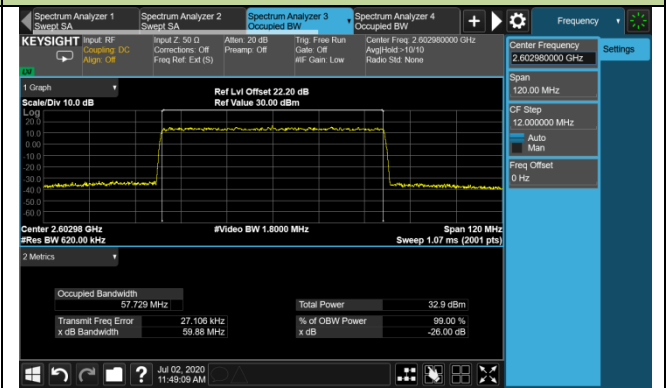 Spectrum Analyzer 1
Swept SA
Spectrum Analyzer 2
Swept SA
Spectrum Analyzer 3
Occupied BW
Spectrum Analyzer 4
Occupied BW
Frequency
KEYSIGHT
Input: RF
Coupling: DC
Align: Off
Input Z: 50 Ω
Corrections: Off
Freq Ref: Ext (S)
Atten: 20 dB
Preamp: Off
Trig: Free Run
Gate: Off
#IF Gain: Low
Center Freq: 2.602980000 GHz
Avg|Hold:>10/10
Radio Std: None
LXI
Center Frequency
2.602980000 GHz
Settings
Span
120.00 MHz
CF Step
12.000000 MHz
Auto
Man
Freq Offset
0 Hz
1 Graph
Scale/Div 10.0 dB
Ref Lvl Offset 22.20 dB
Ref Value 30.00 dBm
Log
20.0
10.0
0.00
-10.0
-20.0
-30.0
-40.0
-50.0
-60.0
Center 2.60298 GHz
#Res BW 620.00 kHz
#Video BW 1.8000 MHz
Span 120 MHz
Sweep 1.07 ms (2001 pts)
2 Metrics
Occupied Bandwidth
57.729 MHz
Total Power 32.9 dBm
Transmit Freq Error 27.106 kHz
% of OBW Power 99.00 %
x dB Bandwidth 59.88 MHz
x dB -26.00 dB
Jul 02, 2020
11:49:09 AM